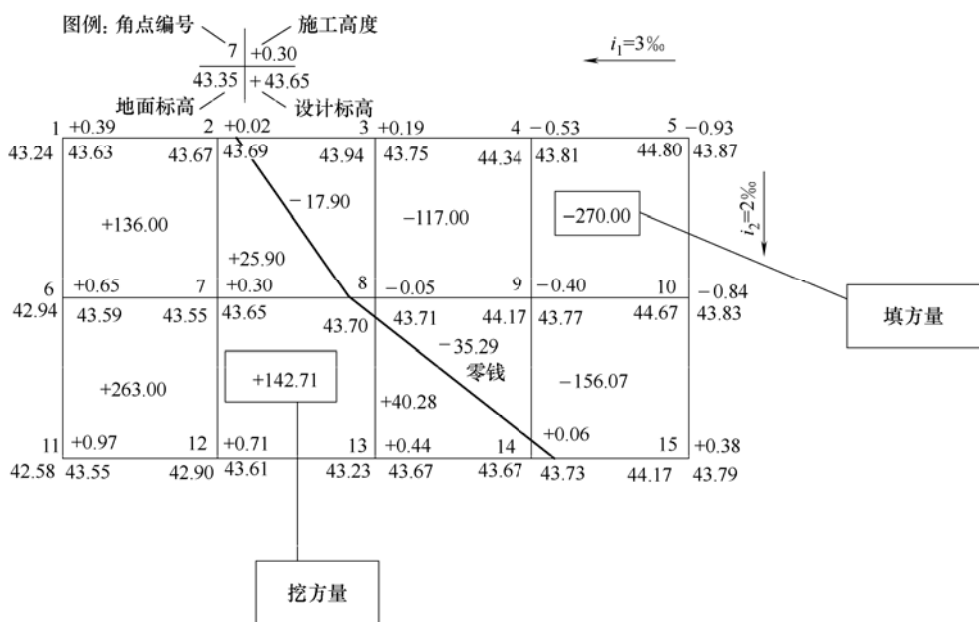 图例：角点编号 施工高度
7 +0.30
43.35 +43.65
地面标高 设计标高
i₁=3‰
1 +0.39 2 +0.02 3 +0.19 4 −0.53 5 −0.93
43.24 43.63 43.67 43.69 43.94 43.75 44.34 43.81 44.80 43.87
−17.90 −117.00 −270.00 i₂=2‰
+136.00
+25.90
6 +0.65 7 +0.30 8 −0.05 9 −0.40 10 −0.84
42.94 43.59 43.55 43.65 43.70 43.71 44.17 43.77 44.67 43.83
填方量
−35.29
零钱
+263.00 +142.71 −156.07
+40.28
11 +0.97 12 +0.71 13 +0.44 14 +0.06 15 +0.38
42.58 43.55 42.90 43.61 43.23 43.67 43.67 43.73 44.17 43.79
挖方量